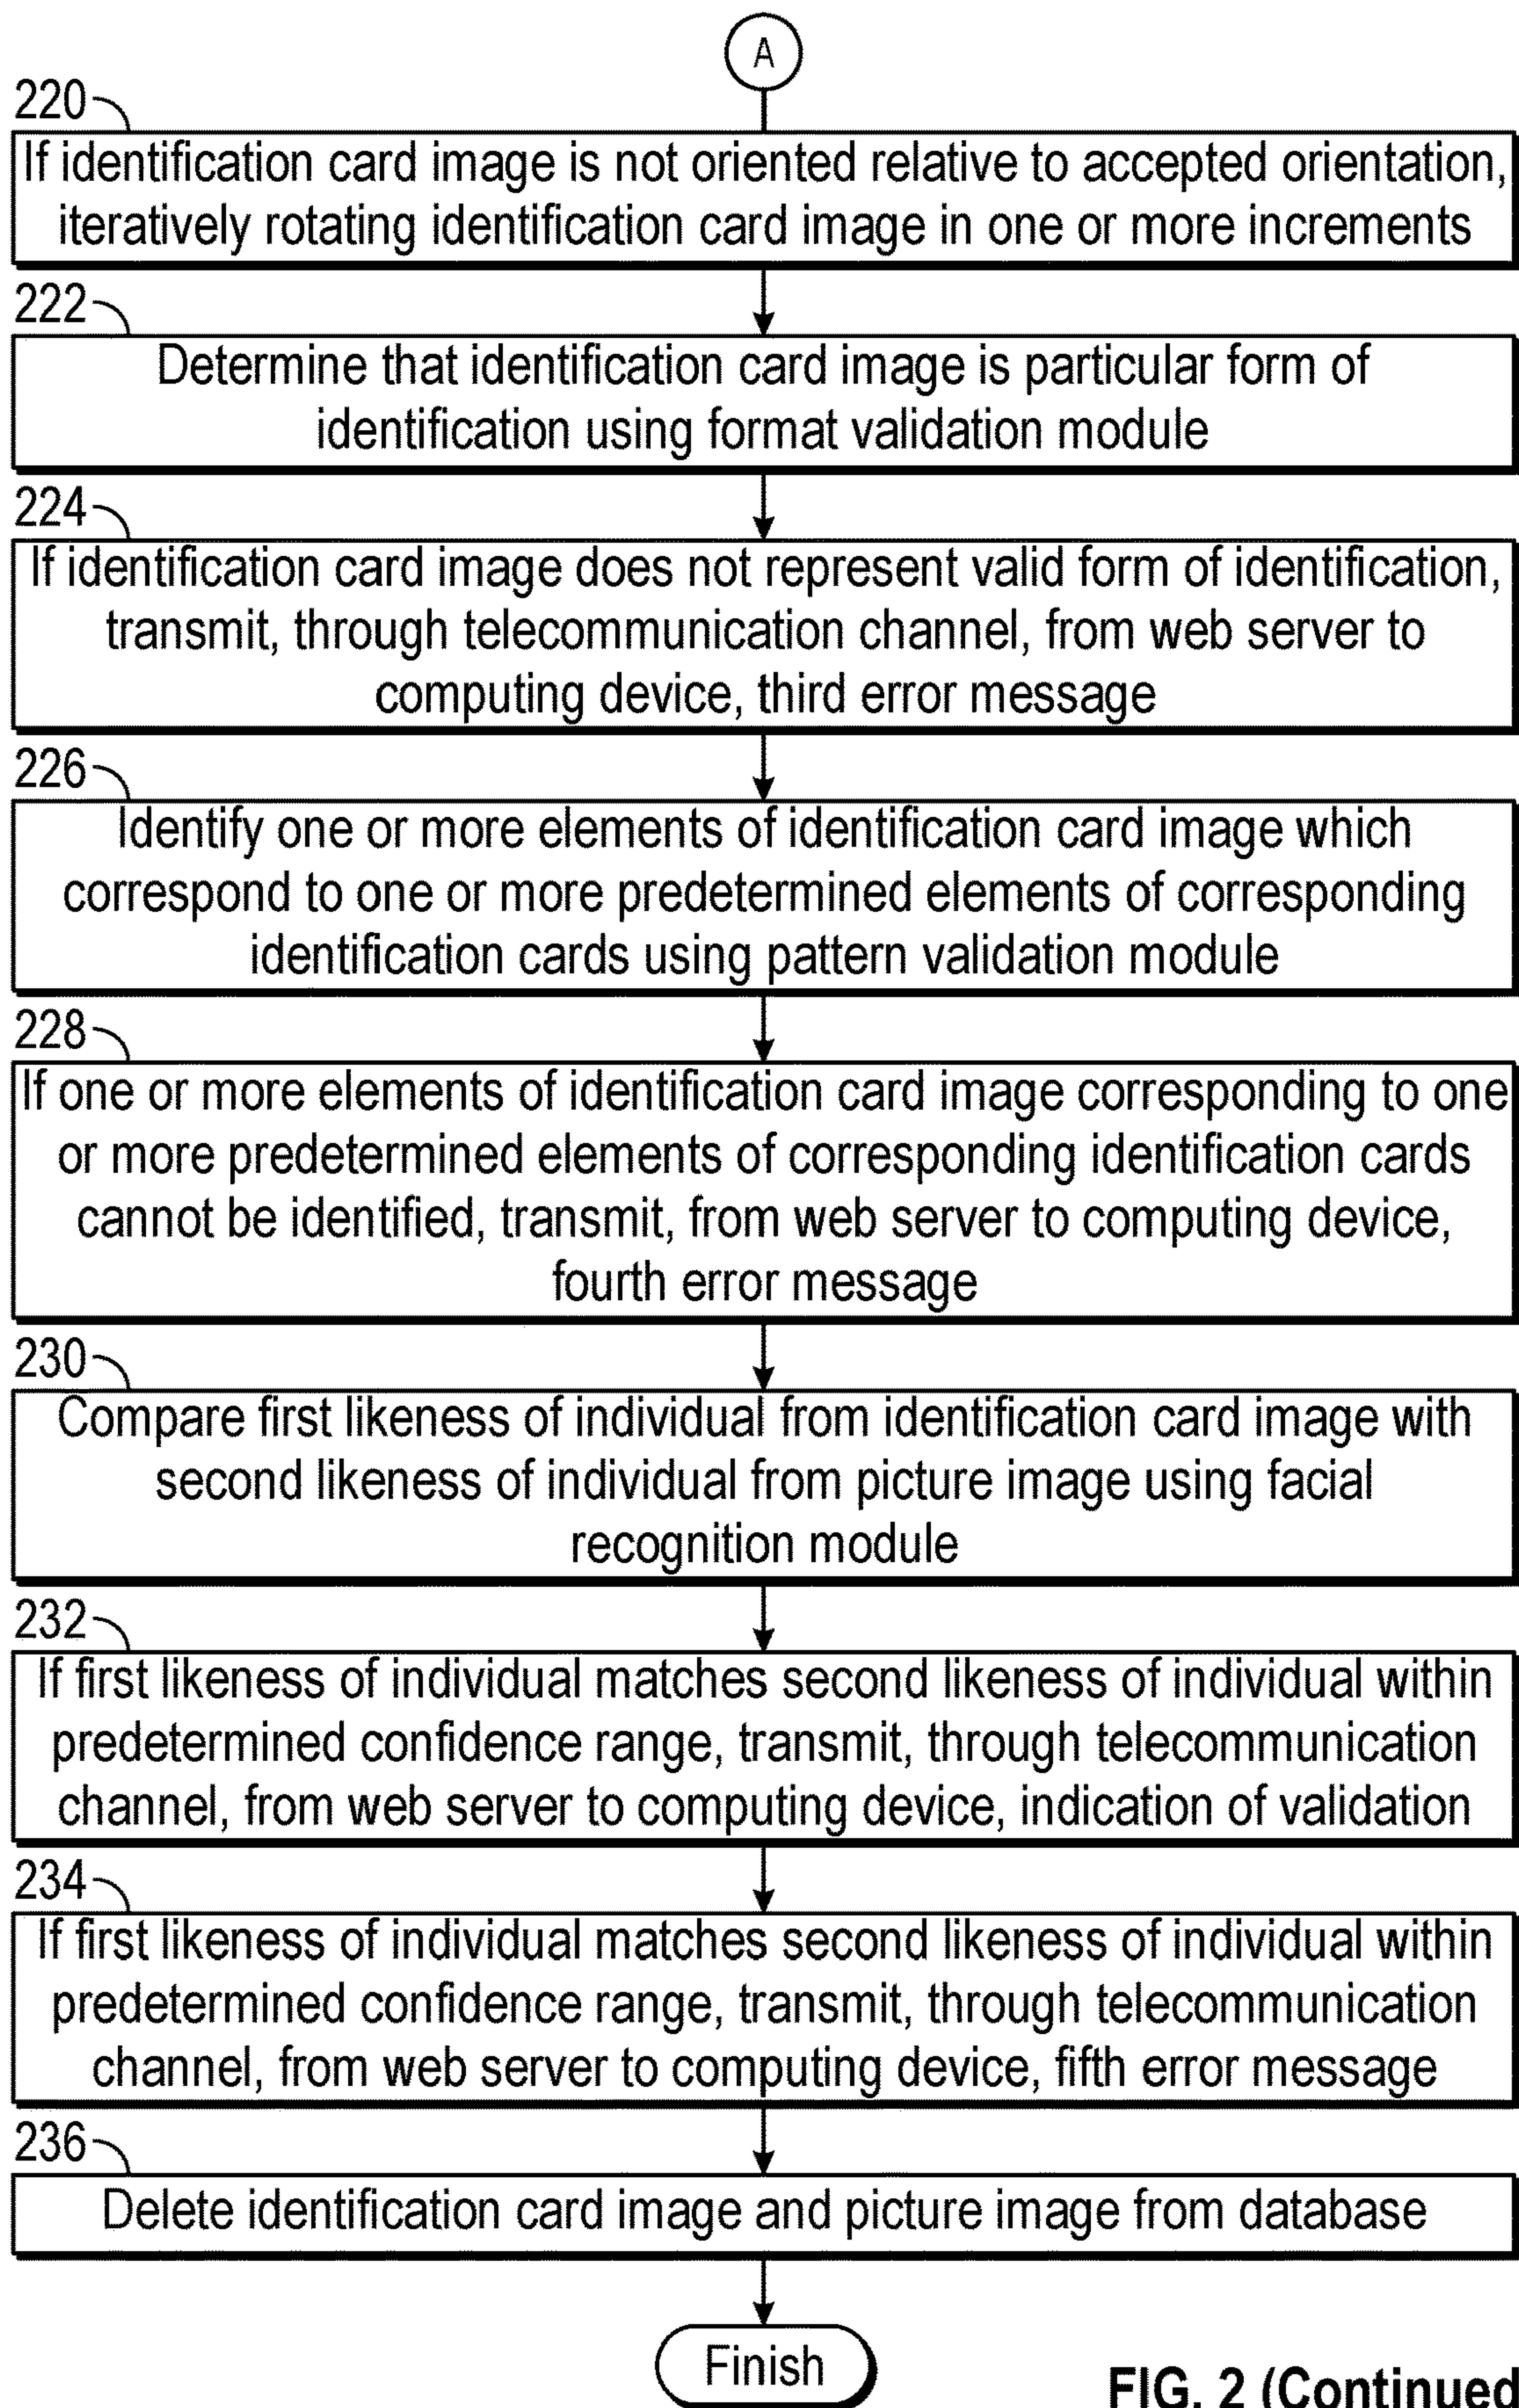 A
220
If identification card image is not oriented relative to accepted orientation,
iteratively rotating identification card image in one or more increments
222
Determine that identification card image is particular form of
identification using format validation module
224
If identification card image does not represent valid form of identification,
transmit, through telecommunication channel, from web server to
computing device, third error message
226
Identify one or more elements of identification card image which
correspond to one or more predetermined elements of corresponding
identification cards using pattern validation module
228
If one or more elements of identification card image corresponding to one
or more predetermined elements of corresponding identification cards
cannot be identified, transmit, from web server to computing device,
fourth error message
230
Compare first likeness of individual from identification card image with
second likeness of individual from picture image using facial
recognition module
232
If first likeness of individual matches second likeness of individual within
predetermined confidence range, transmit, through telecommunication
channel, from web server to computing device, indication of validation
234
If first likeness of individual matches second likeness of individual within
predetermined confidence range, transmit, through telecommunication
channel, from web server to computing device, fifth error message
236
Delete identification card image and picture image from database
Finish
FIG. 2 (Continued